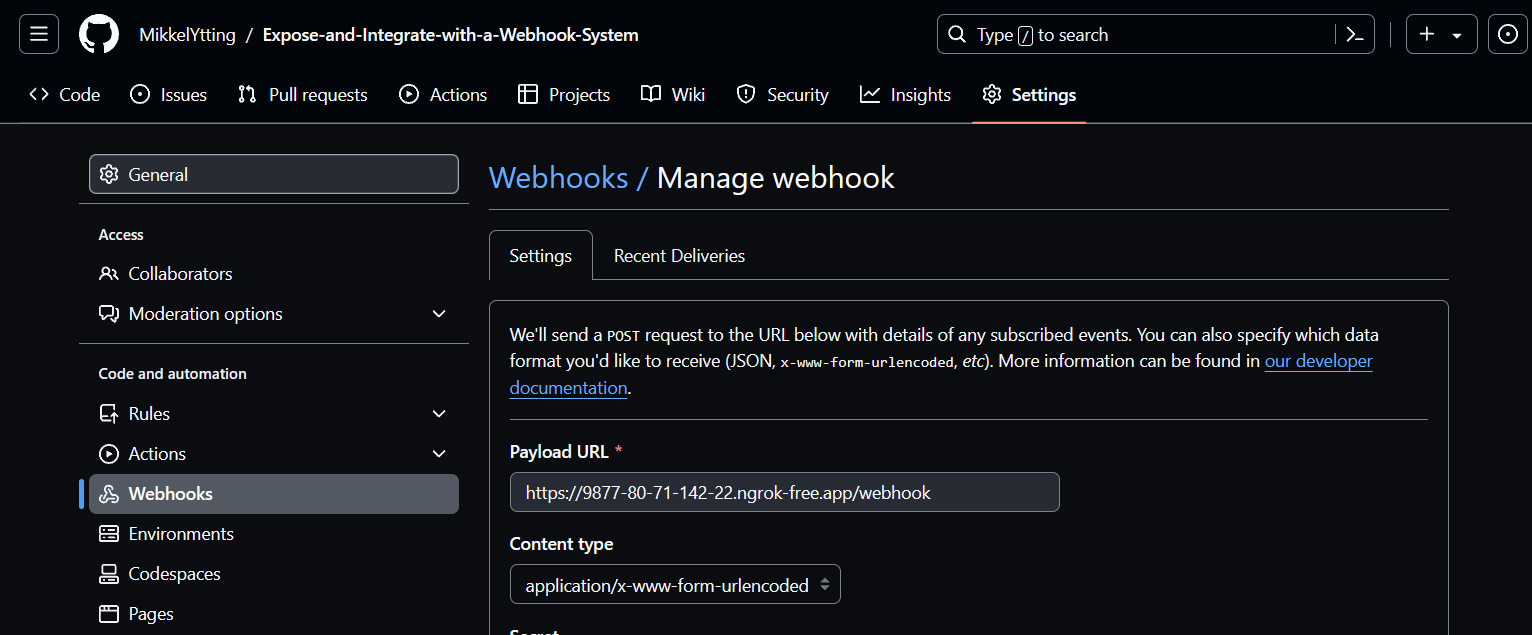 MikkelYtting / Expose-and-Integrate-with-a-Webhook-System
Type / to search
Code
Issues
Pull requests
Actions
Projects
Wiki
Security
Insights
Settings
General
Access
Collaborators
Moderation options
Code and automation
Rules
Actions
Webhooks
Environments
Codespaces
Pages
Webhooks / Manage webhook
Settings
Recent Deliveries
We'll send a POST request to the URL below with details of any subscribed events. You can also specify which data
format you'd like to receive (JSON, x-www-form-urlencoded, etc). More information can be found in our developer
documentation.
Payload URL *
https://9877-80-71-142-22.ngrok-free.app/webhook
Content type
application/x-www-form-urlencoded
Secret